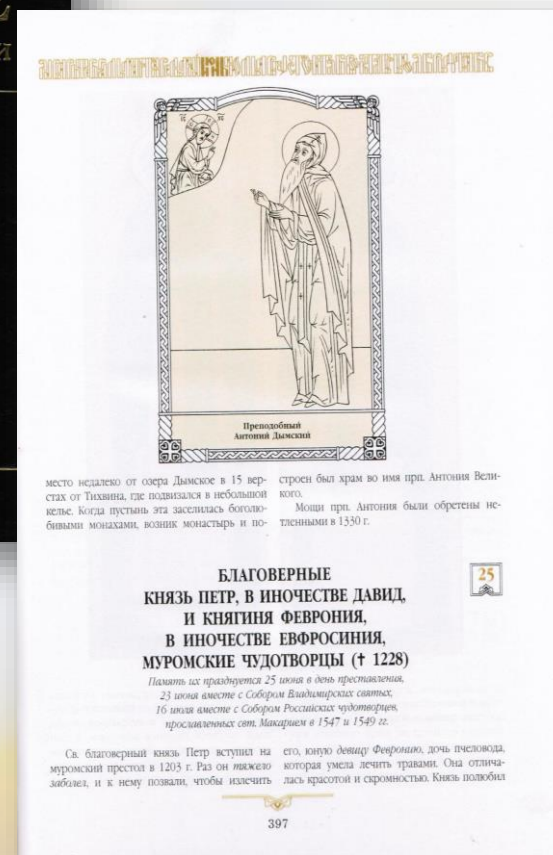 Преподобный
Антоний Дымский
место недалеко от озера Дымское в 15 вер-
стах от Тихвина, где подвизался в небольшой
келье. Когда пустынь эта заселилась боголю-
бивыми монахами, возник монастырь и по-
строен был храм во имя прп. Антония Вели-
кого.
Мощи прп. Антония были обретены не-
тленными в 1330 г.
БЛАГОВЕРНЫЕ
КНЯЗЬ ПЕТР, В ИНОЧЕСТВЕ ДАВИД,
И КНЯГИНЯ ФЕВРОНИЯ,
В ИНОЧЕСТВЕ ЕВФРОСИНИЯ,
МУРОМСКИЕ ЧУДОТВОРЦЫ († 1228)
25
Память их празднуется 25 июня в день преставления,
23 июня вместе с Собором Владимирских святых,
16 июля вместе с Собором Российских чудотворцев,
прославленных свт. Макарием в 1547 и 1549 гг.
Св. благоверный князь Петр вступил на
муромский престол в 1203 г. Раз он тяжело
заболел, и к нему позвали, чтобы излечить
его, юную девицу Февронию, дочь пчеловода,
которая умела лечить травами. Она отлича-
лась красотой и скромностью. Князь полюбил
397